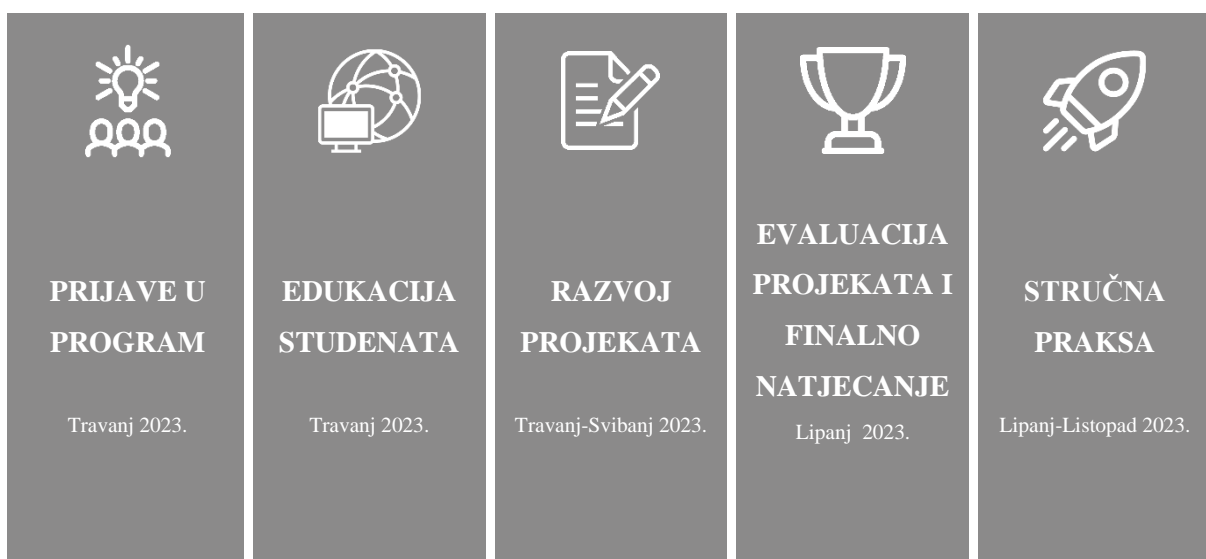 PRIJAVE U
PROGRAM
Travanj 2023.
EDUKACIJA
STUDENATA
Travanj 2023.
RAZVOJ
PROJEKATA
Travanj-Svibanj 2023.
EVALUACIJA
PROJEKATA I
FINALNO
NATJECANJE
Lipanj  2023.
STRUČNA
PRAKSA
Lipanj-Listopad 2023.